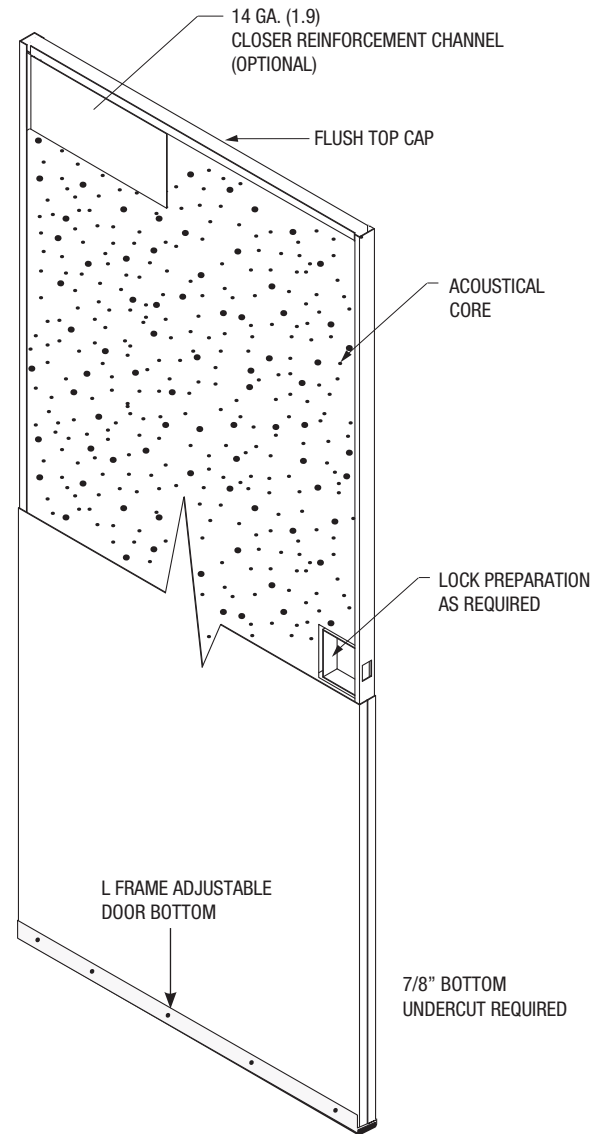 14 GA. (1.9)
CLOSER REINFORCEMENT CHANNEL
(OPTIONAL)
FLUSH TOP CAP
ACOUSTICAL
CORE
LOCK PREPARATION
AS REQUIRED
L FRAME ADJUSTABLE
DOOR BOTTOM
7/8” BOTTOM
UNDERCUT REQUIRED